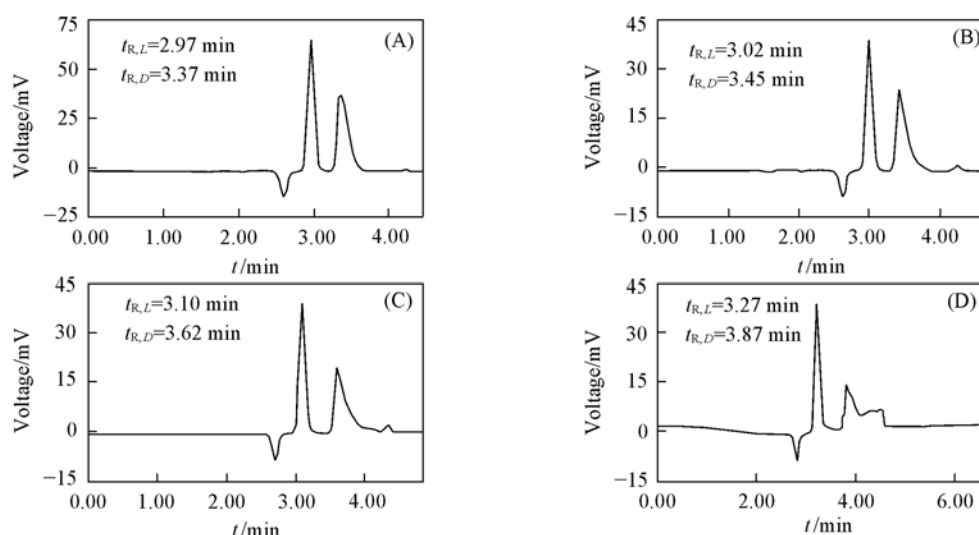 (A)
t_R,L=2.97 min
t_R,D=3.37 min
Voltage/mV
75
50
25
0
−25
0.00 1.00 2.00 3.00 4.00
t/min
(B)
t_R,L=3.02 min
t_R,D=3.45 min
Voltage/mV
45
30
15
0
−15
0.00 1.00 2.00 3.00 4.00
t/min
(C)
t_R,L=3.10 min
t_R,D=3.62 min
Voltage/mV
45
30
15
0
−15
0.00 1.00 2.00 3.00 4.00
t/min
(D)
t_R,L=3.27 min
t_R,D=3.87 min
Voltage/mV
45
30
15
0
−15
0.00 2.00 4.00 6.00
t/min